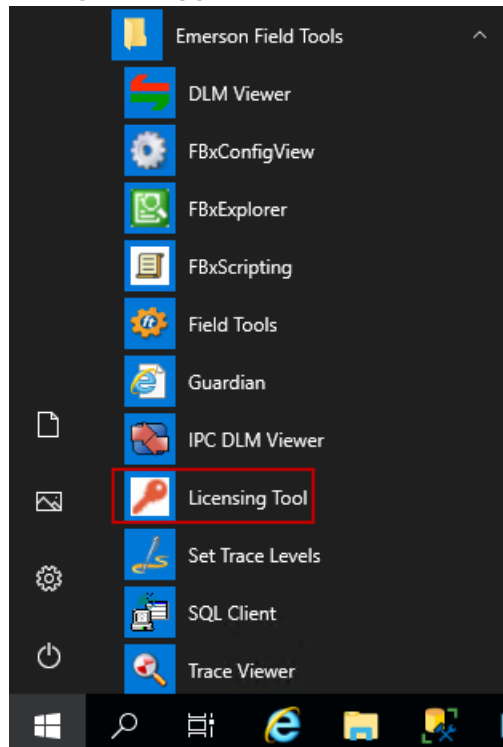 Emerson Field Tools
DLM Viewer
FBxConfigView
FBxExplorer
FBxScripting
ft
Field Tools
Guardian
IPC DLM Viewer
Licensing Tool
Set Trace Levels
SQL Client
Trace Viewer